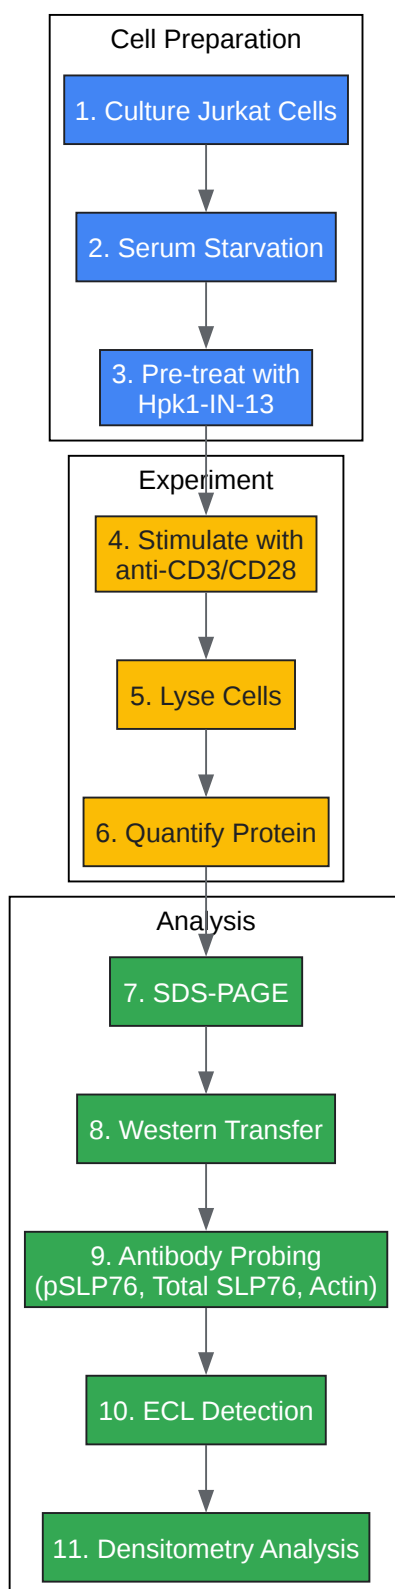 Cell Preparation
1. Culture Jurkat Cells
2. Serum Starvation
3. Pre-treat with
Hpk1-IN-13
Experiment
4. Stimulate with
anti-CD3/CD28
5. Lyse Cells
6. Quantify Protein
Analysis
7. SDS-PAGE
8. Western Transfer
9. Antibody Probing
(pSLP76, Total SLP76, Actin)
10. ECL Detection
11. Densitometry Analysis